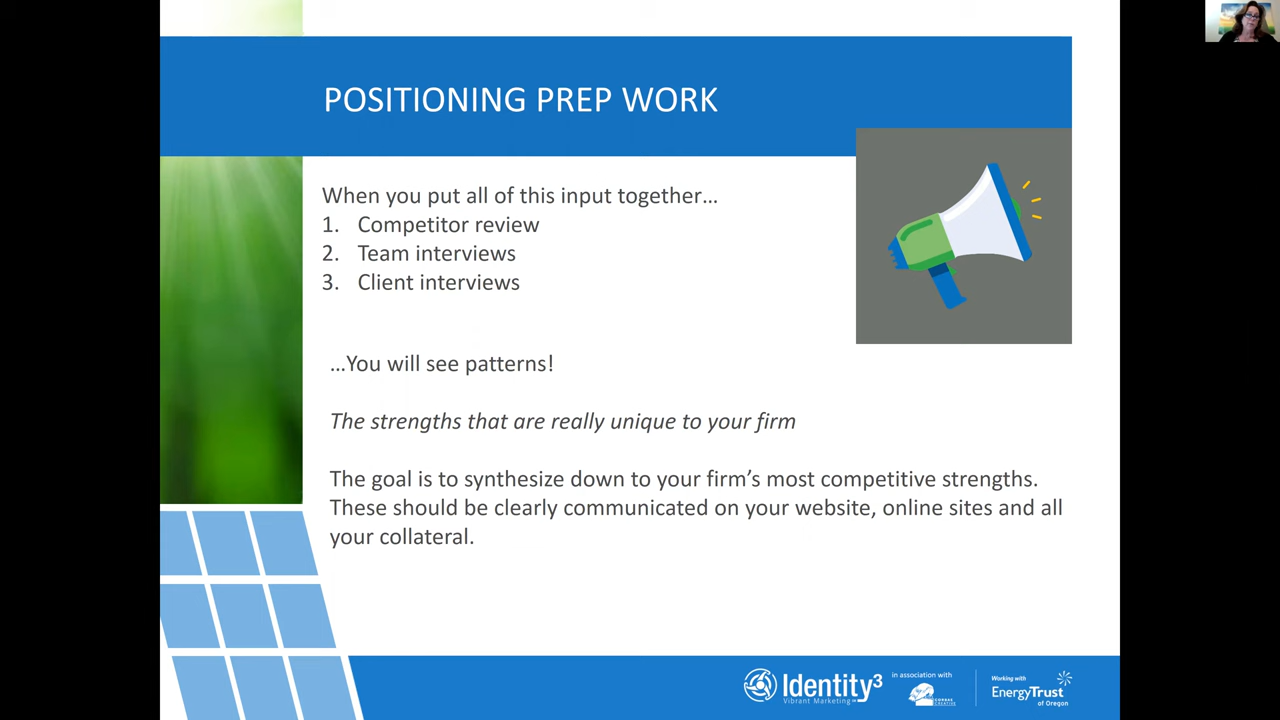 POSITIONING PREP WORK
When you put all of this input together…
1. Competitor review
2. Team interviews
3. Client interviews
…You will see patterns!
The strengths that are really unique to your firm
The goal is to synthesize down to your firm’s most competitive strengths.
These should be clearly communicated on your website, online sites and all
your collateral.
Identity3
Vibrant Marketing
in association with
Working with
EnergyTrust
of Oregon